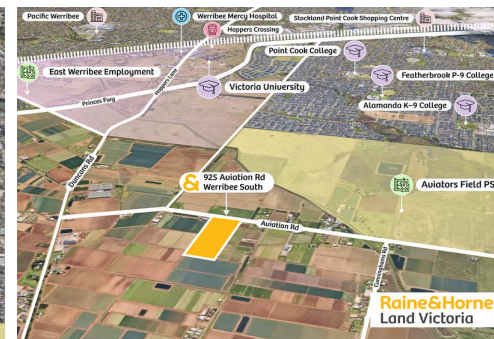 Pacific Werribee
Werribee Mercy Hospital
Stockland Point Cook Shopping Centre
Hoppers Crossing
Point Cook College
East Werribee Employment
Hoppers Lane
Featherbrook P-9 College
Victoria University
Princes Fwy
Alamanda K-9 College
Duncans Rd
925 Aviation Rd
Werribee South
Aviators Field PS
Aviation Rd
Cunninghams Rd
Raine&Horne
Land Victoria